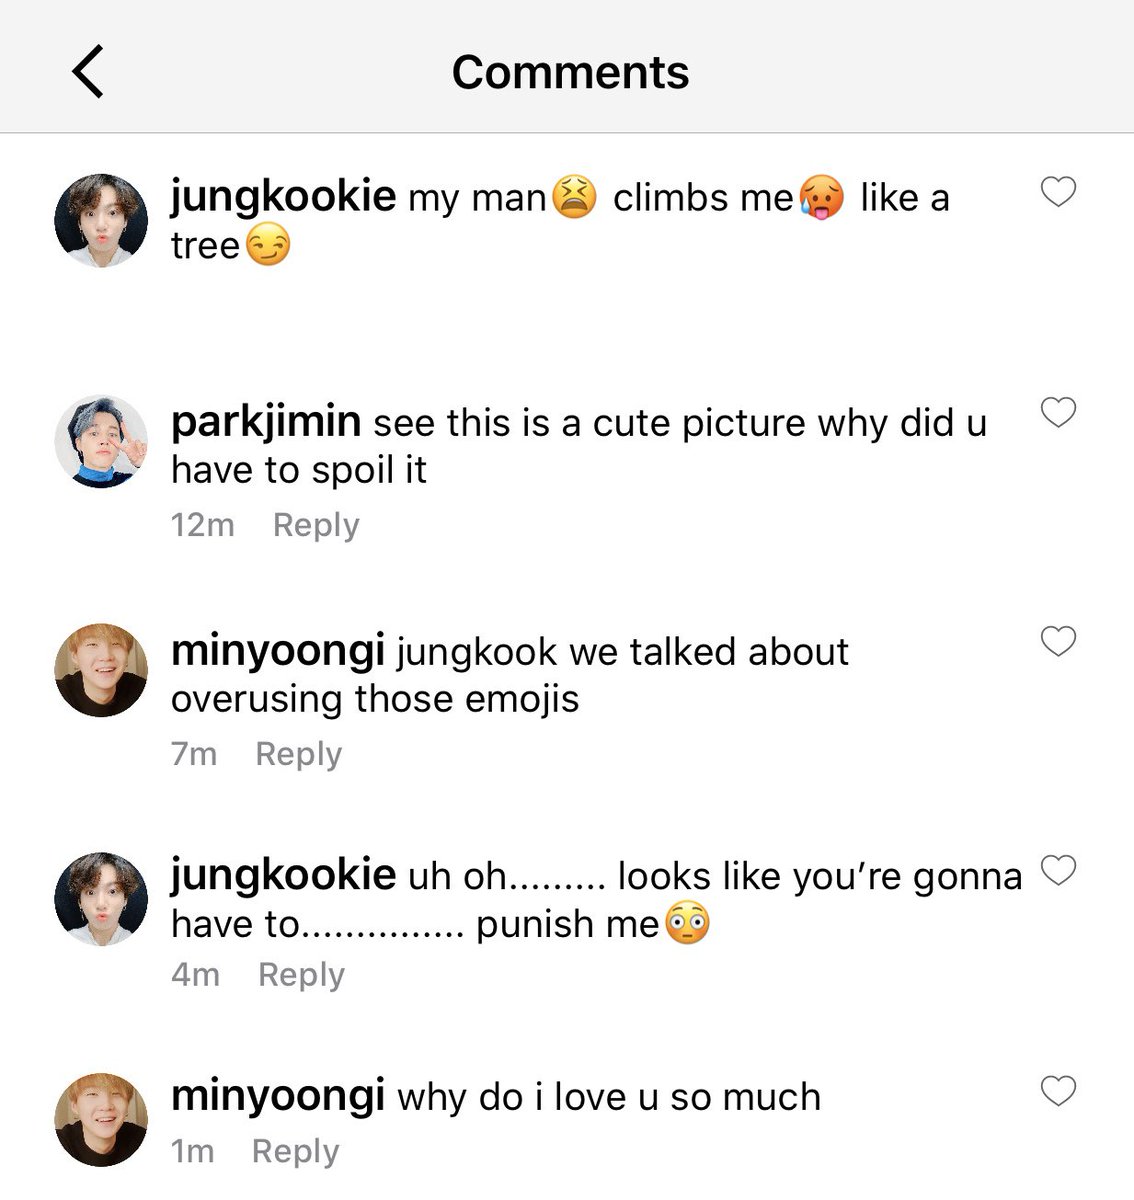 Comments
jungkookie my man😫 climbs me🥵 like a
tree😏
parkjimin see this is a cute picture why did u
have to spoil it
12m Reply
minyoongi jungkook we talked about
overusing those emojis
7m Reply
jungkookie uh oh......... looks like you’re gonna
have to............... punish me😳
4m Reply
minyoongi why do i love u so much
1m Reply